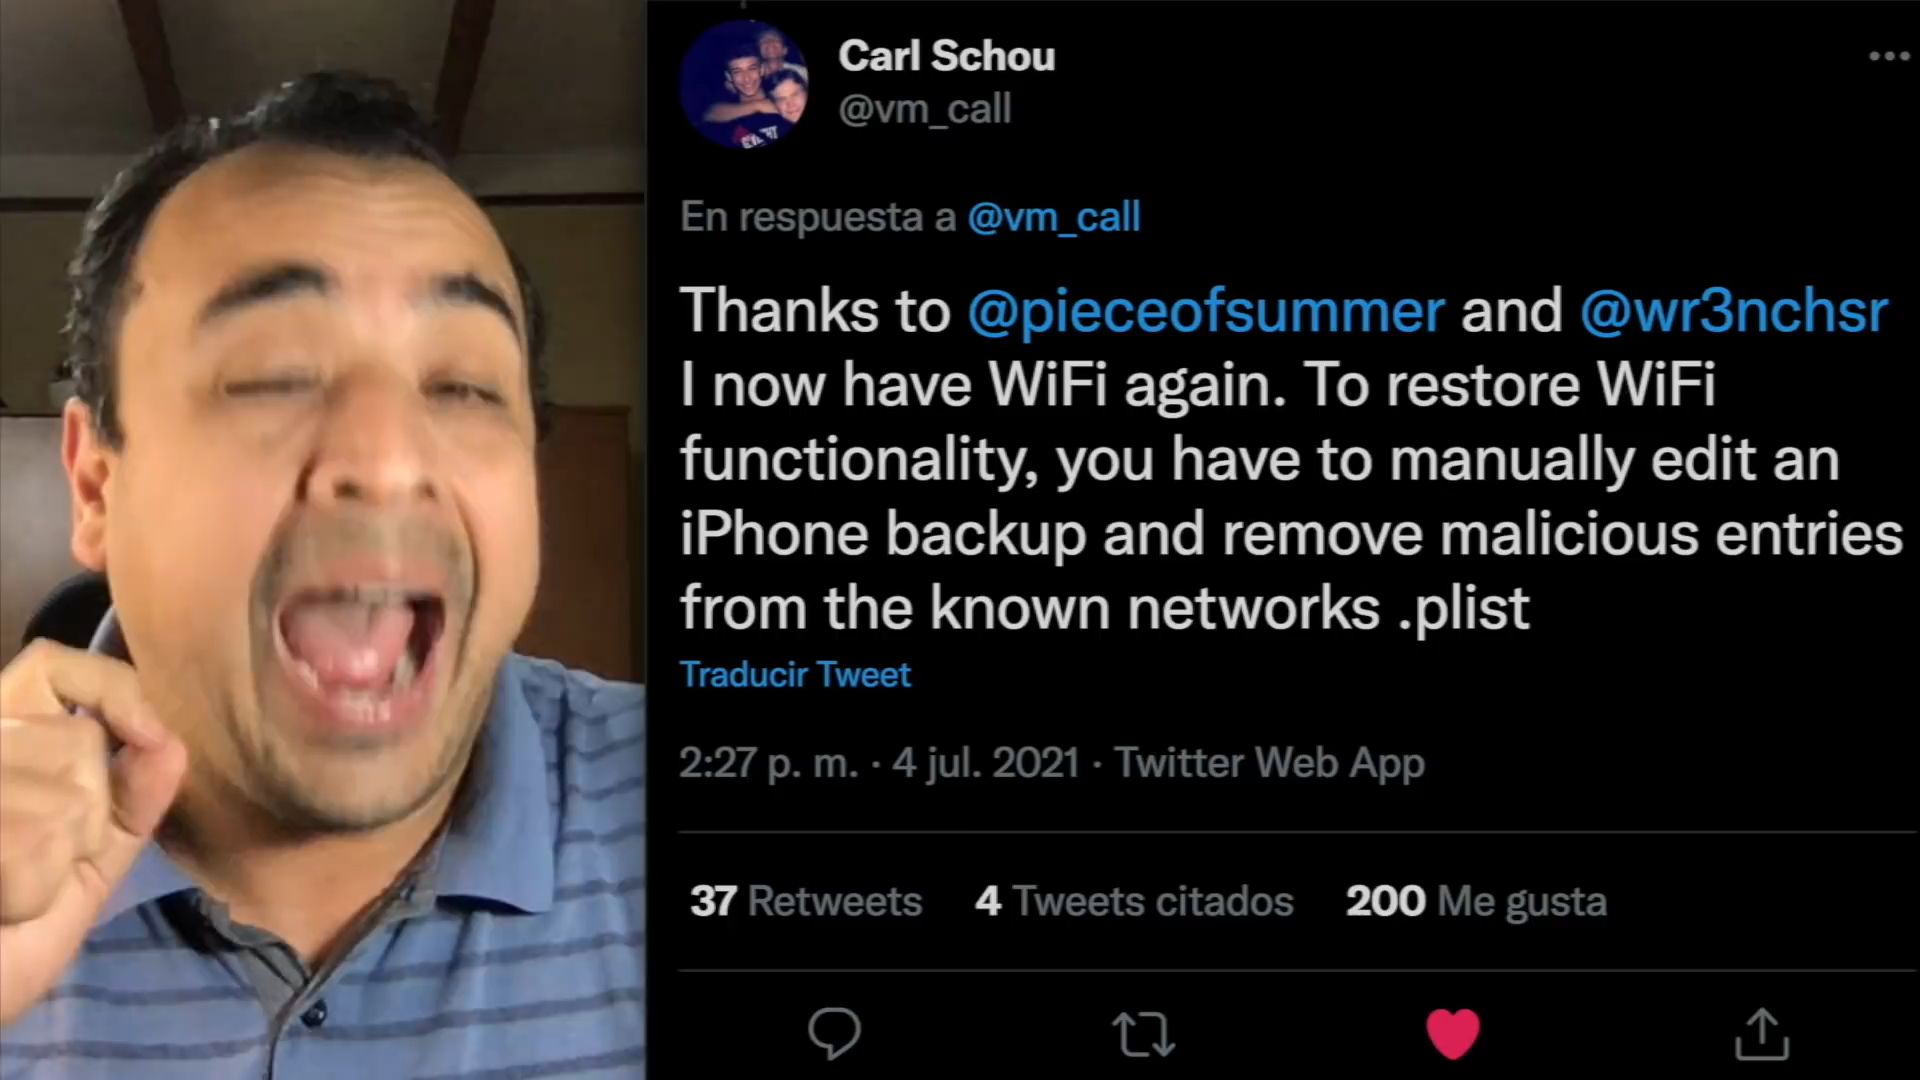 Carl Schou
@vm_call
En respuesta a @vm_call
Thanks to @pieceofsummer and @wr3nchsr
I now have WiFi again. To restore WiFi
functionality, you have to manually edit an
iPhone backup and remove malicious entries
from the known networks .plist
Traducir Tweet
2:27 p. m. · 4 jul. 2021 · Twitter Web App
37 Retweets 4 Tweets citados 200 Me gusta